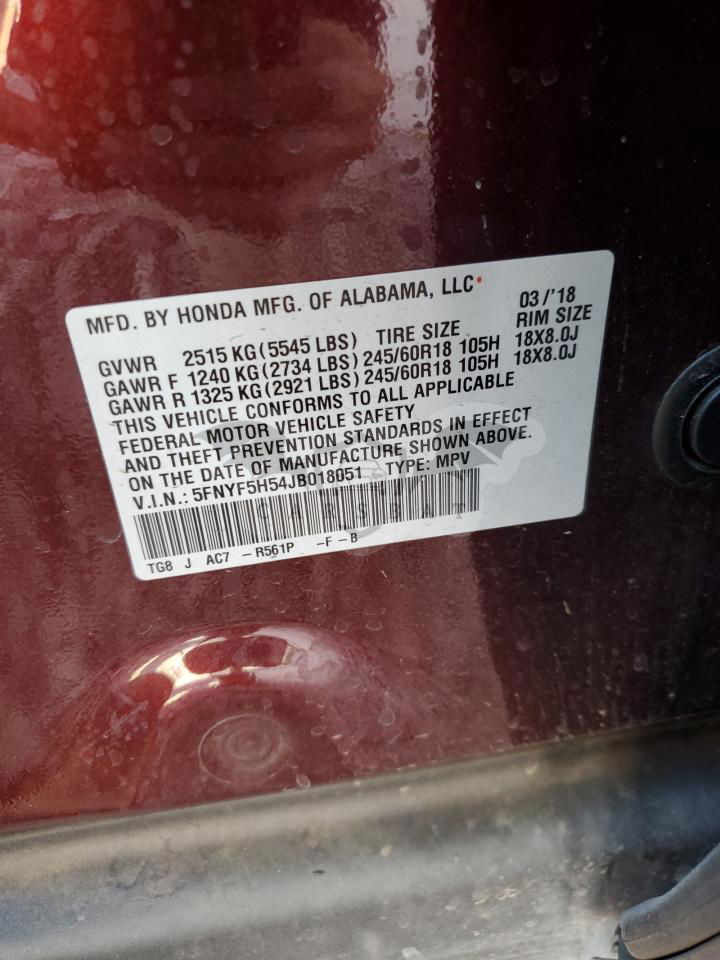 MFD. BY HONDA MFG. OF ALABAMA, LLC 03/'18
GVWR 2515 KG (5545 LBS) TIRE SIZE RIM SIZE
GAWR F 1240 KG (2734 LBS) 245/60R18 105H 18X8.0J
GAWR R 1325 KG (2921 LBS) 245/60R18 105H 18X8.0J
THIS VEHICLE CONFORMS TO ALL APPLICABLE
FEDERAL MOTOR VEHICLE SAFETY
AND THEFT PREVENTION STANDARDS IN EFFECT
ON THE DATE OF MANUFACTURE SHOWN ABOVE.
V.I.N.: 5FNYF5H54JB018051 TYPE: MPV
TG8 J AC7 - R561P -F-B